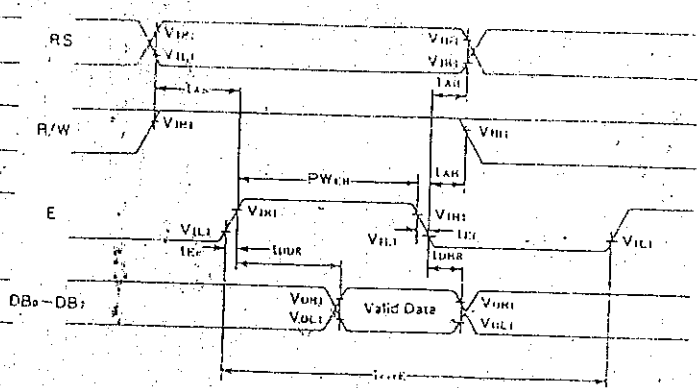 RS
VIH1
VIL1
VIH1
VIL1
tAS
tAH
R/W
VIH1
VIH1
tAH
PWEH
E
VIH1
VIL1
VIH1
VIL1
tEf
VIL1
tEr
tDDR
tDHR
DB0-DB7
VOH1
VOL1
Valid Data
VOH1
VOL1
tcycE